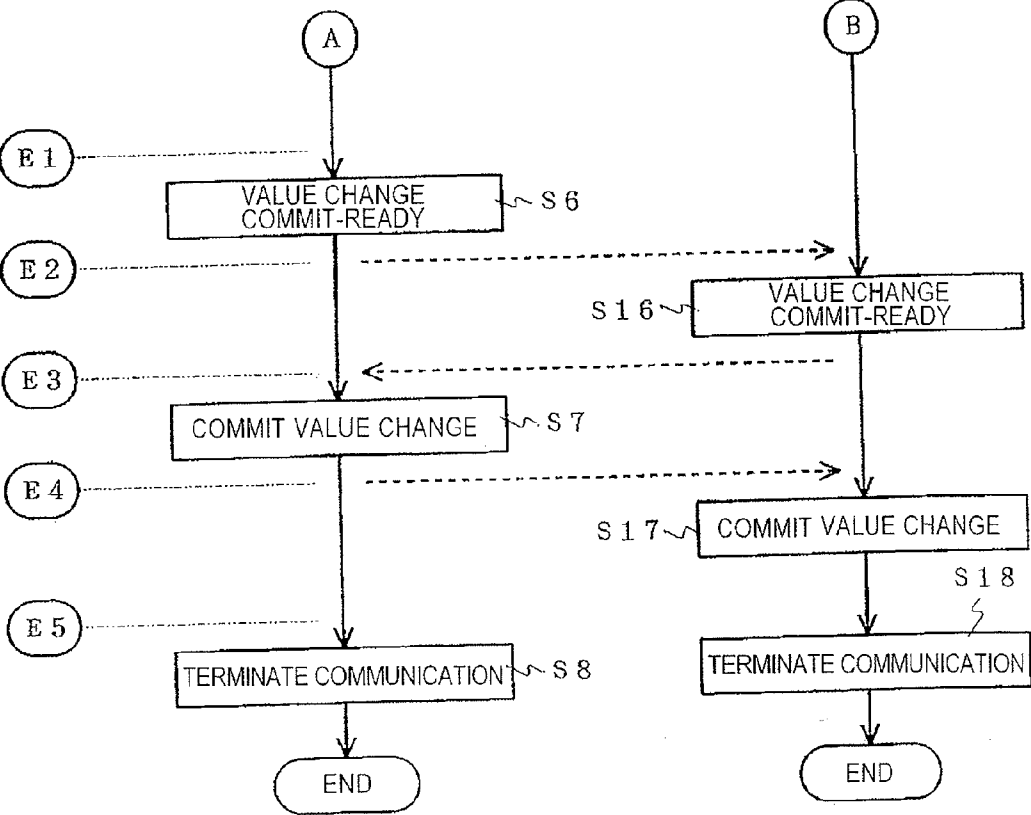 A
B
E1
VALUE CHANGE
COMMIT-READY
S6
E2
VALUE CHANGE
COMMIT-READY
S16
E3
COMMIT VALUE CHANGE
S7
E4
COMMIT VALUE CHANGE
S17
S18
E5
TERMINATE COMMUNICATION
S8
TERMINATE COMMUNICATION
END
END